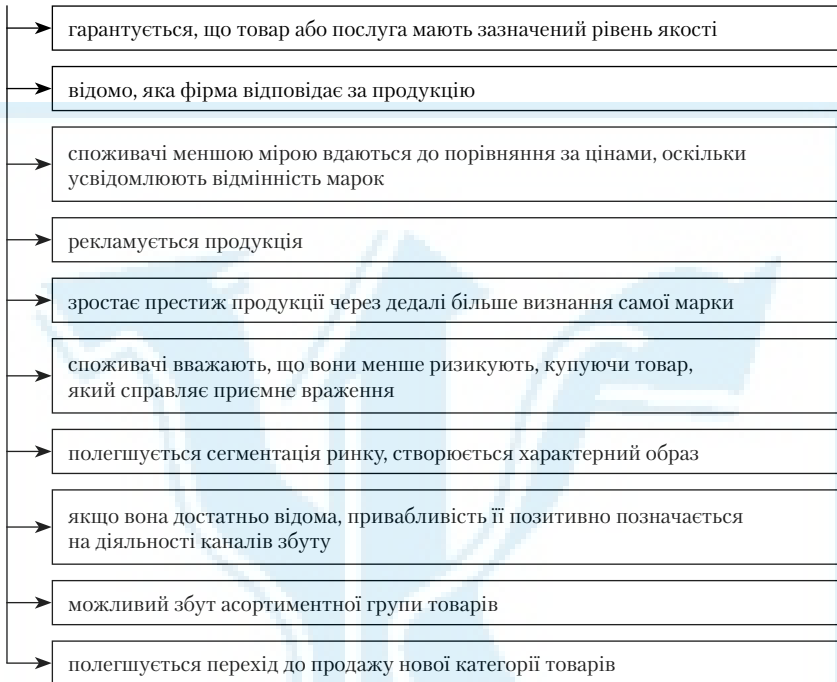 гарантується, що товар або послуга мають зазначений рівень якості
відомо, яка фірма відповідає за продукцію
споживачі меншою мірою вдаються до порівняння за цінами, оскільки
усвідомлюють відмінність марок
рекламується продукція
зростає престиж продукції через дедалі більше визнання самої марки
споживачі вважають, що вони менше ризикують, купуючи товар,
який справляє приємне враження
полегшується сегментація ринку, створюється характерний образ
якщо вона достатньо відома, привабливість її позитивно позначається
на діяльності каналів збуту
можливий збут асортиментної групи товарів
полегшується перехід до продажу нової категорії товарів